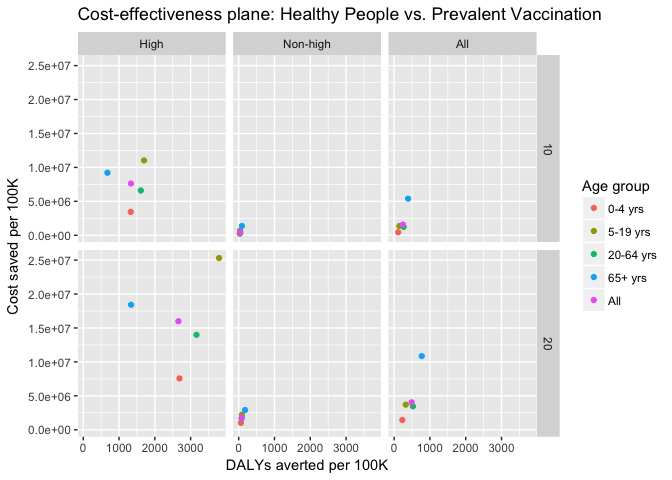 Cost-effectiveness plane: Healthy People vs. Prevalent Vaccination
High Non-high All
Cost saved per 100K
2.5e+07
2.0e+07
1.5e+07
1.0e+07
5.0e+06
0.0e+00
10
2.5e+07
2.0e+07
1.5e+07
1.0e+07
5.0e+06
0.0e+00
20
0 1000 2000 3000 0 1000 2000 3000 0 1000 2000 3000
DALYs averted per 100K
Age group
0-4 yrs
5-19 yrs
20-64 yrs
65+ yrs
All